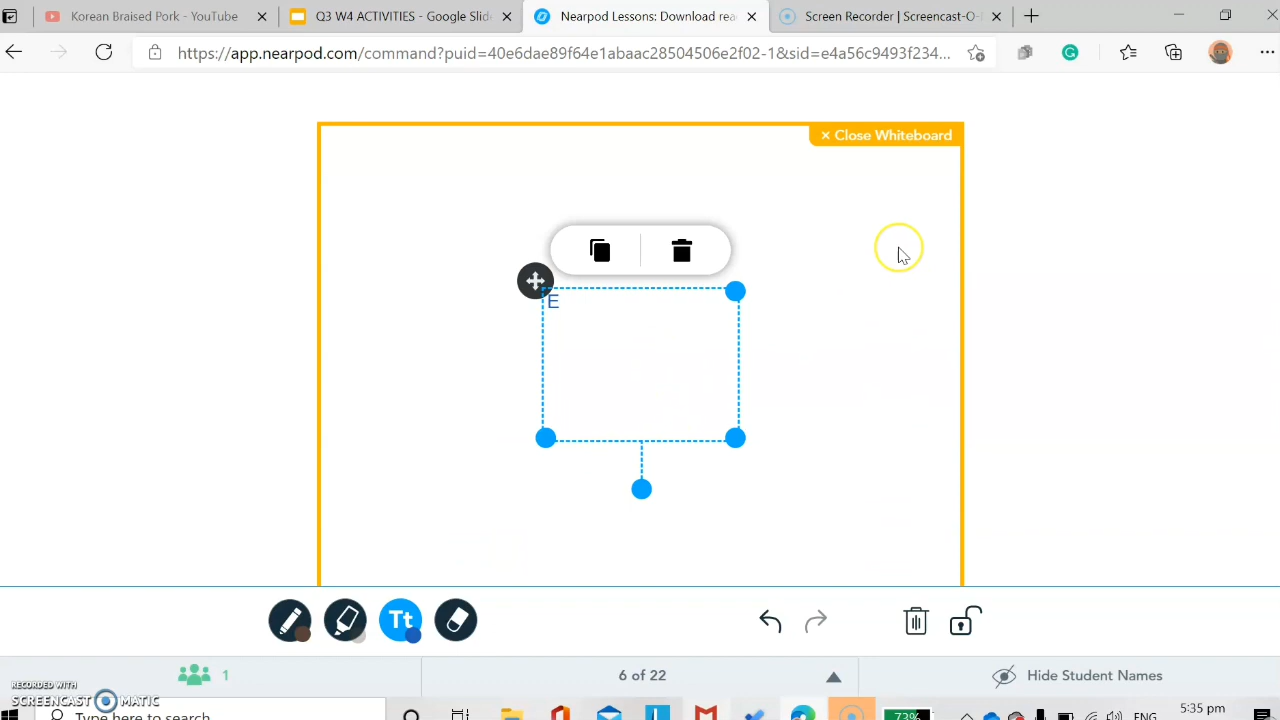 Korean Braised Pork - YouTube
Q3 W4 ACTIVITIES - Google Slid
Nearpod Lessons: Download rea
Screen Recorder | Screencast-O-
https://app.nearpod.com/command?puid=40e6dae89f64e1abaac28504506e2f02-1&sid=e4a56c9493f234...
× Close Whiteboard
E
Tt
1
6 of 22
Hide Student Names
RECORDED WITH
SCREENCAST MATIC
Type here to search
73%
ENG
5:35 pm